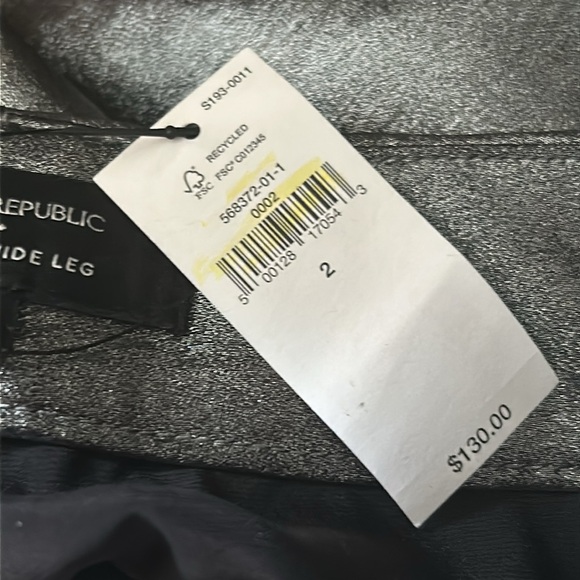 S193-0011
RECYCLED
FSC FSC® C012345
568372-01-1
0002
5 00128 17054 3
2
$130.00
REPUBLIC
IDE LEG